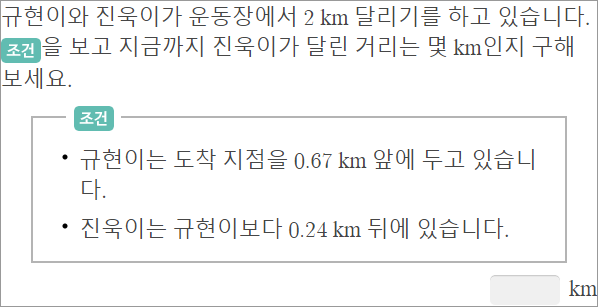 규현이와 진욱이가 운동장에서 2 km 달리기를 하고 있습니다.
조건을 보고 지금까지 진욱이가 달린 거리는 몇 km인지 구해
보세요.
조건
• 규현이는 도착 지점을 0.67 km 앞에 두고 있습니
다.
• 진욱이는 규현이보다 0.24 km 뒤에 있습니다.
km